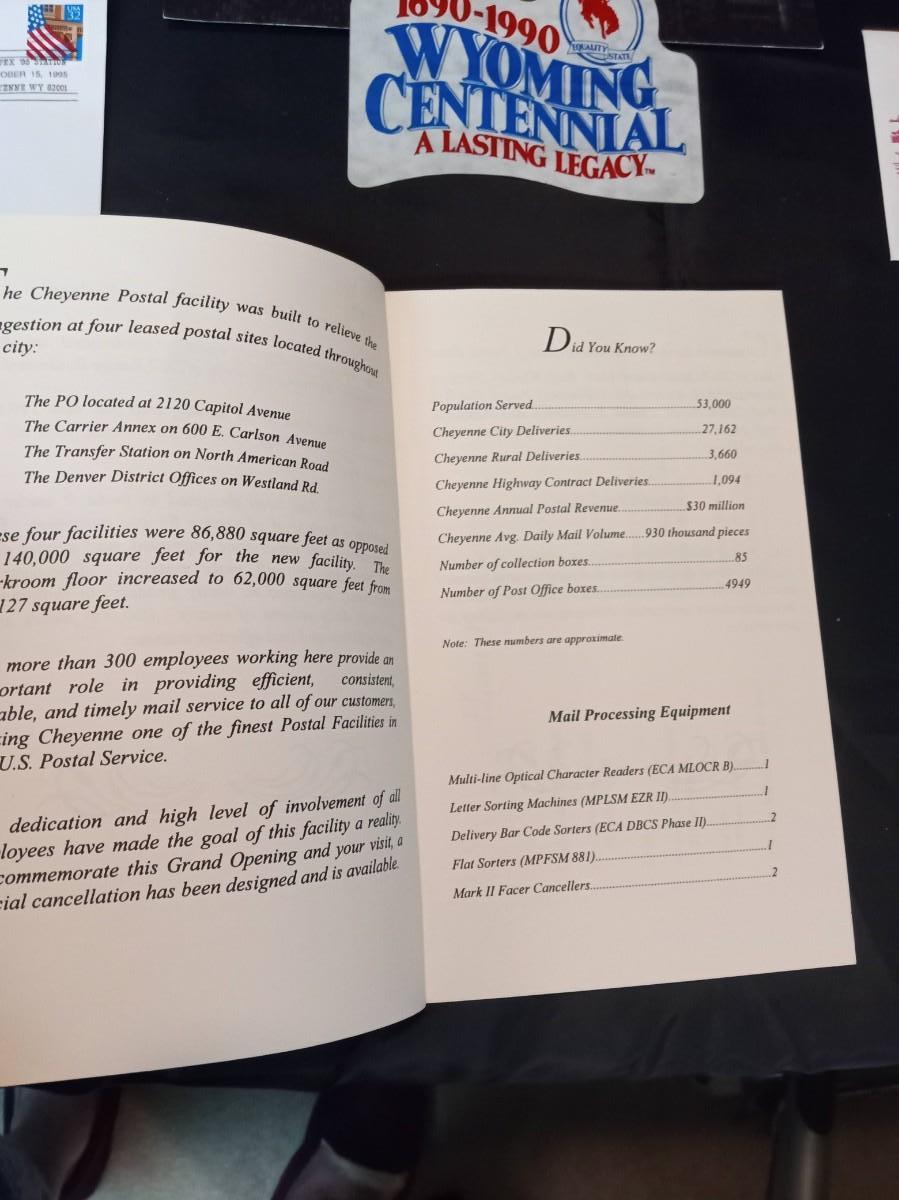 USA
32
PEX 95 STATION
OBER 15, 1995
ENNE WY 82001
1890-1990
EQUALITY STATE
WYOMING
CENTENNIAL
A LASTING LEGACY™
he Cheyenne Postal facility was built to relieve the
ngestion at four leased postal sites located throughout
city:
The PO located at 2120 Capitol Avenue
The Carrier Annex on 600 E. Carlson Avenue
The Transfer Station on North American Road
The Denver District Offices on Westland Rd.
se four facilities were 86,880 square feet as opposed
140,000 square feet for the new facility. The
rkroom floor increased to 62,000 square feet from
127 square feet.
more than 300 employees working here provide an
ortant role in providing efficient, consistent,
able, and timely mail service to all of our customers,
ing Cheyenne one of the finest Postal Facilities in
U.S. Postal Service.
dedication and high level of involvement of all
loyees have made the goal of this facility a reality.
commemorate this Grand Opening and your visit, a
cial cancellation has been designed and is available.
Did You Know?
Population Served....................53,000
Cheyenne City Deliveries....................27,162
Cheyenne Rural Deliveries....................3,660
Cheyenne Highway Contract Deliveries....................1,094
Cheyenne Annual Postal Revenue....................$30 million
Cheyenne Avg. Daily Mail Volume......930 thousand pieces
Number of collection boxes....................85
Number of Post Office boxes....................4949
Note: These numbers are approximate.
Mail Processing Equipment
Multi-line Optical Character Readers (ECA MLOCR B)..........1
Letter Sorting Machines (MPLSM EZR II)....................1
Delivery Bar Code Sorters (ECA DBCS Phase II)....................2
Flat Sorters (MPFSM 881)....................1
Mark II Facer Cancellers....................2